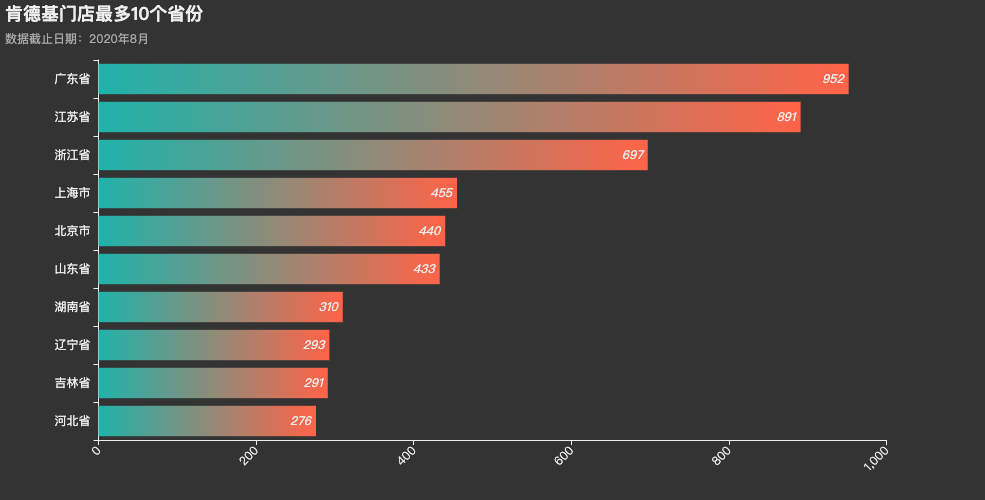 肯德基门店最多10个省份
数据截止日期：2020年8月
广东省 952
江苏省 891
浙江省 697
上海市 455
北京市 440
山东省 433
湖南省 310
辽宁省 293
吉林省 291
河北省 276
0 200 400 600 800 1,000